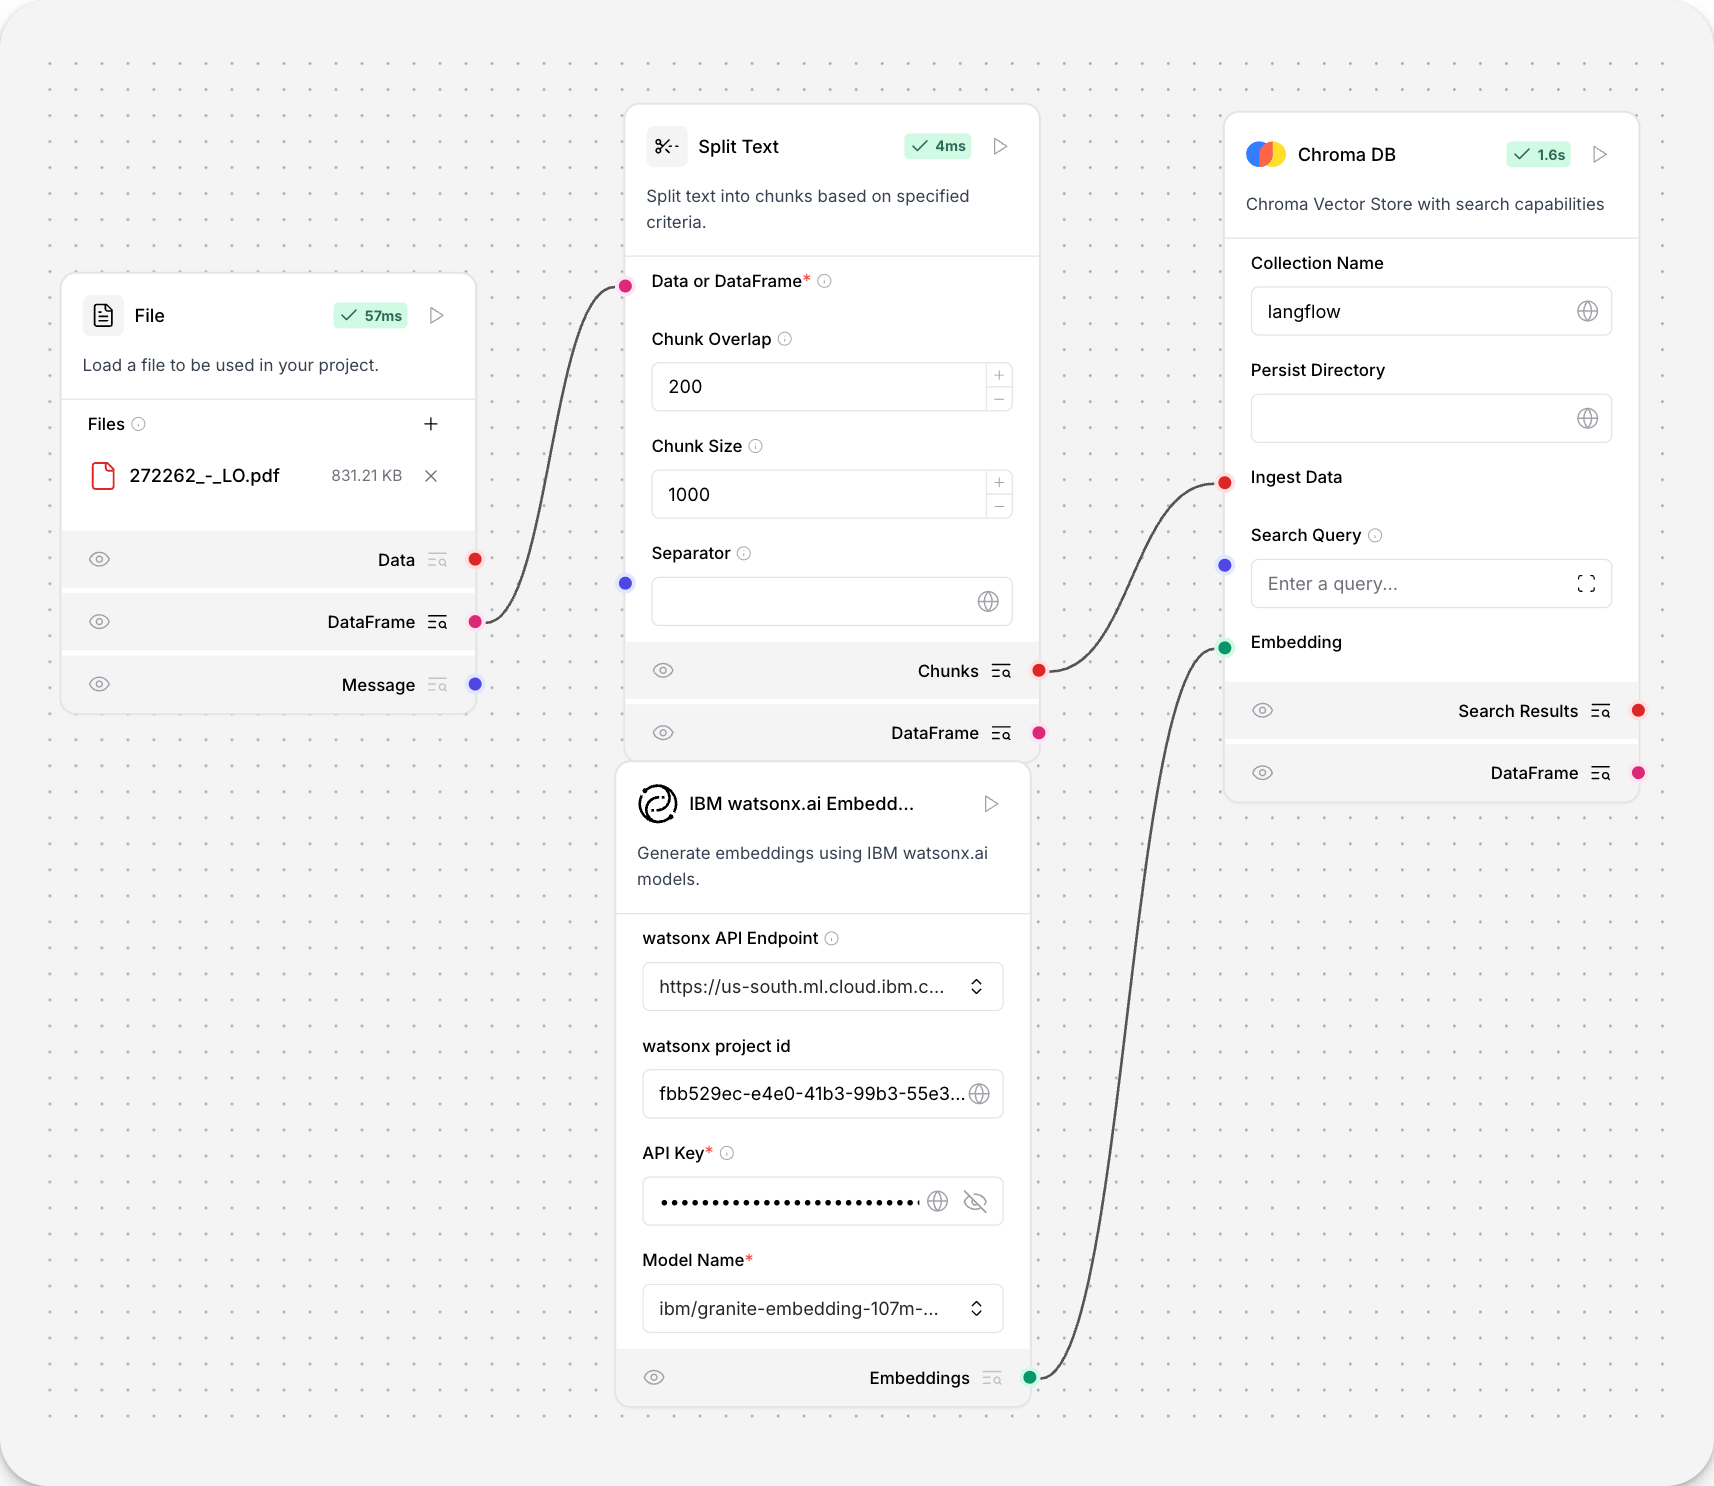 File
57ms
Load a file to be used in your project.
Files
272262_-_LO.pdf
831.21 KB
Data
DataFrame
Message
Split Text
4ms
Split text into chunks based on specified
criteria.
Data or DataFrame*
Chunk Overlap
200
Chunk Size
1000
Separator
Chunks
DataFrame
IBM watsonx.ai Embedd...
Generate embeddings using IBM watsonx.ai
models.
watsonx API Endpoint
https://us-south.ml.cloud.ibm.c...
watsonx project id
fbb529ec-e4e0-41b3-99b3-55e3...
API Key*
Model Name*
ibm/granite-embedding-107m-...
Embeddings
Chroma DB
1.6s
Chroma Vector Store with search capabilities
Collection Name
langflow
Persist Directory
Ingest Data
Search Query
Enter a query...
Embedding
Search Results
DataFrame